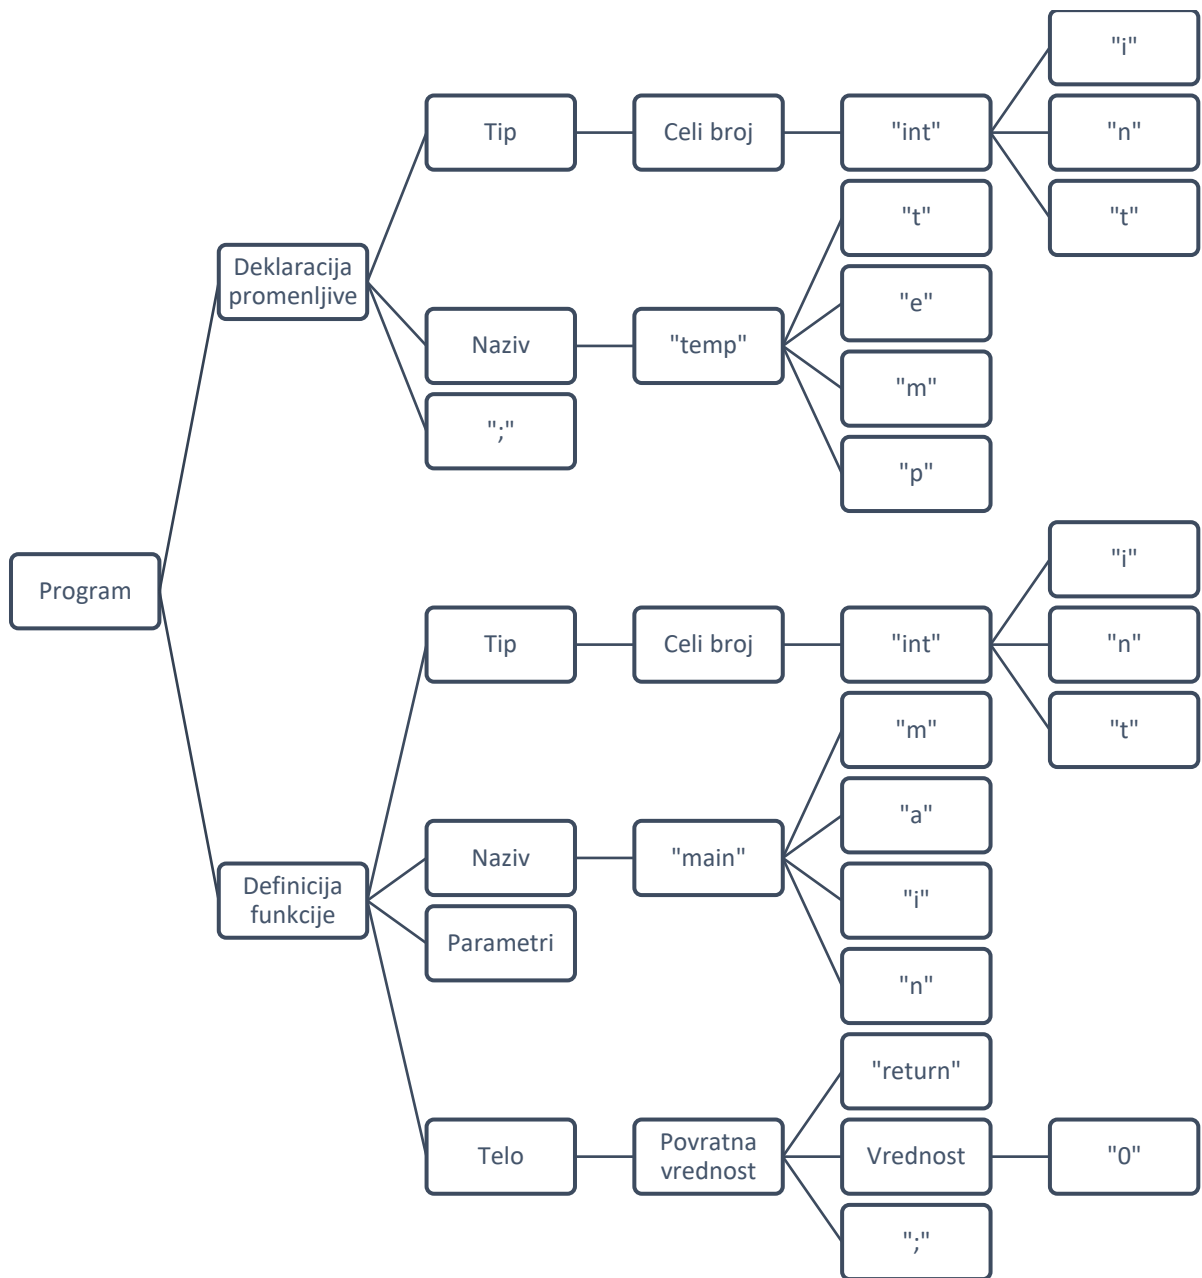 Program
Deklaracija
promenljive
Tip
Celi broj
"int"
"i"
"n"
"t"
Naziv
"temp"
"t"
"e"
"m"
"p"
";"
Definicija
funkcije
Tip
Celi broj
"int"
"i"
"n"
"t"
Naziv
"main"
"m"
"a"
"i"
"n"
Parametri
Telo
Povratna
vrednost
"return"
Vrednost
"0"
";"